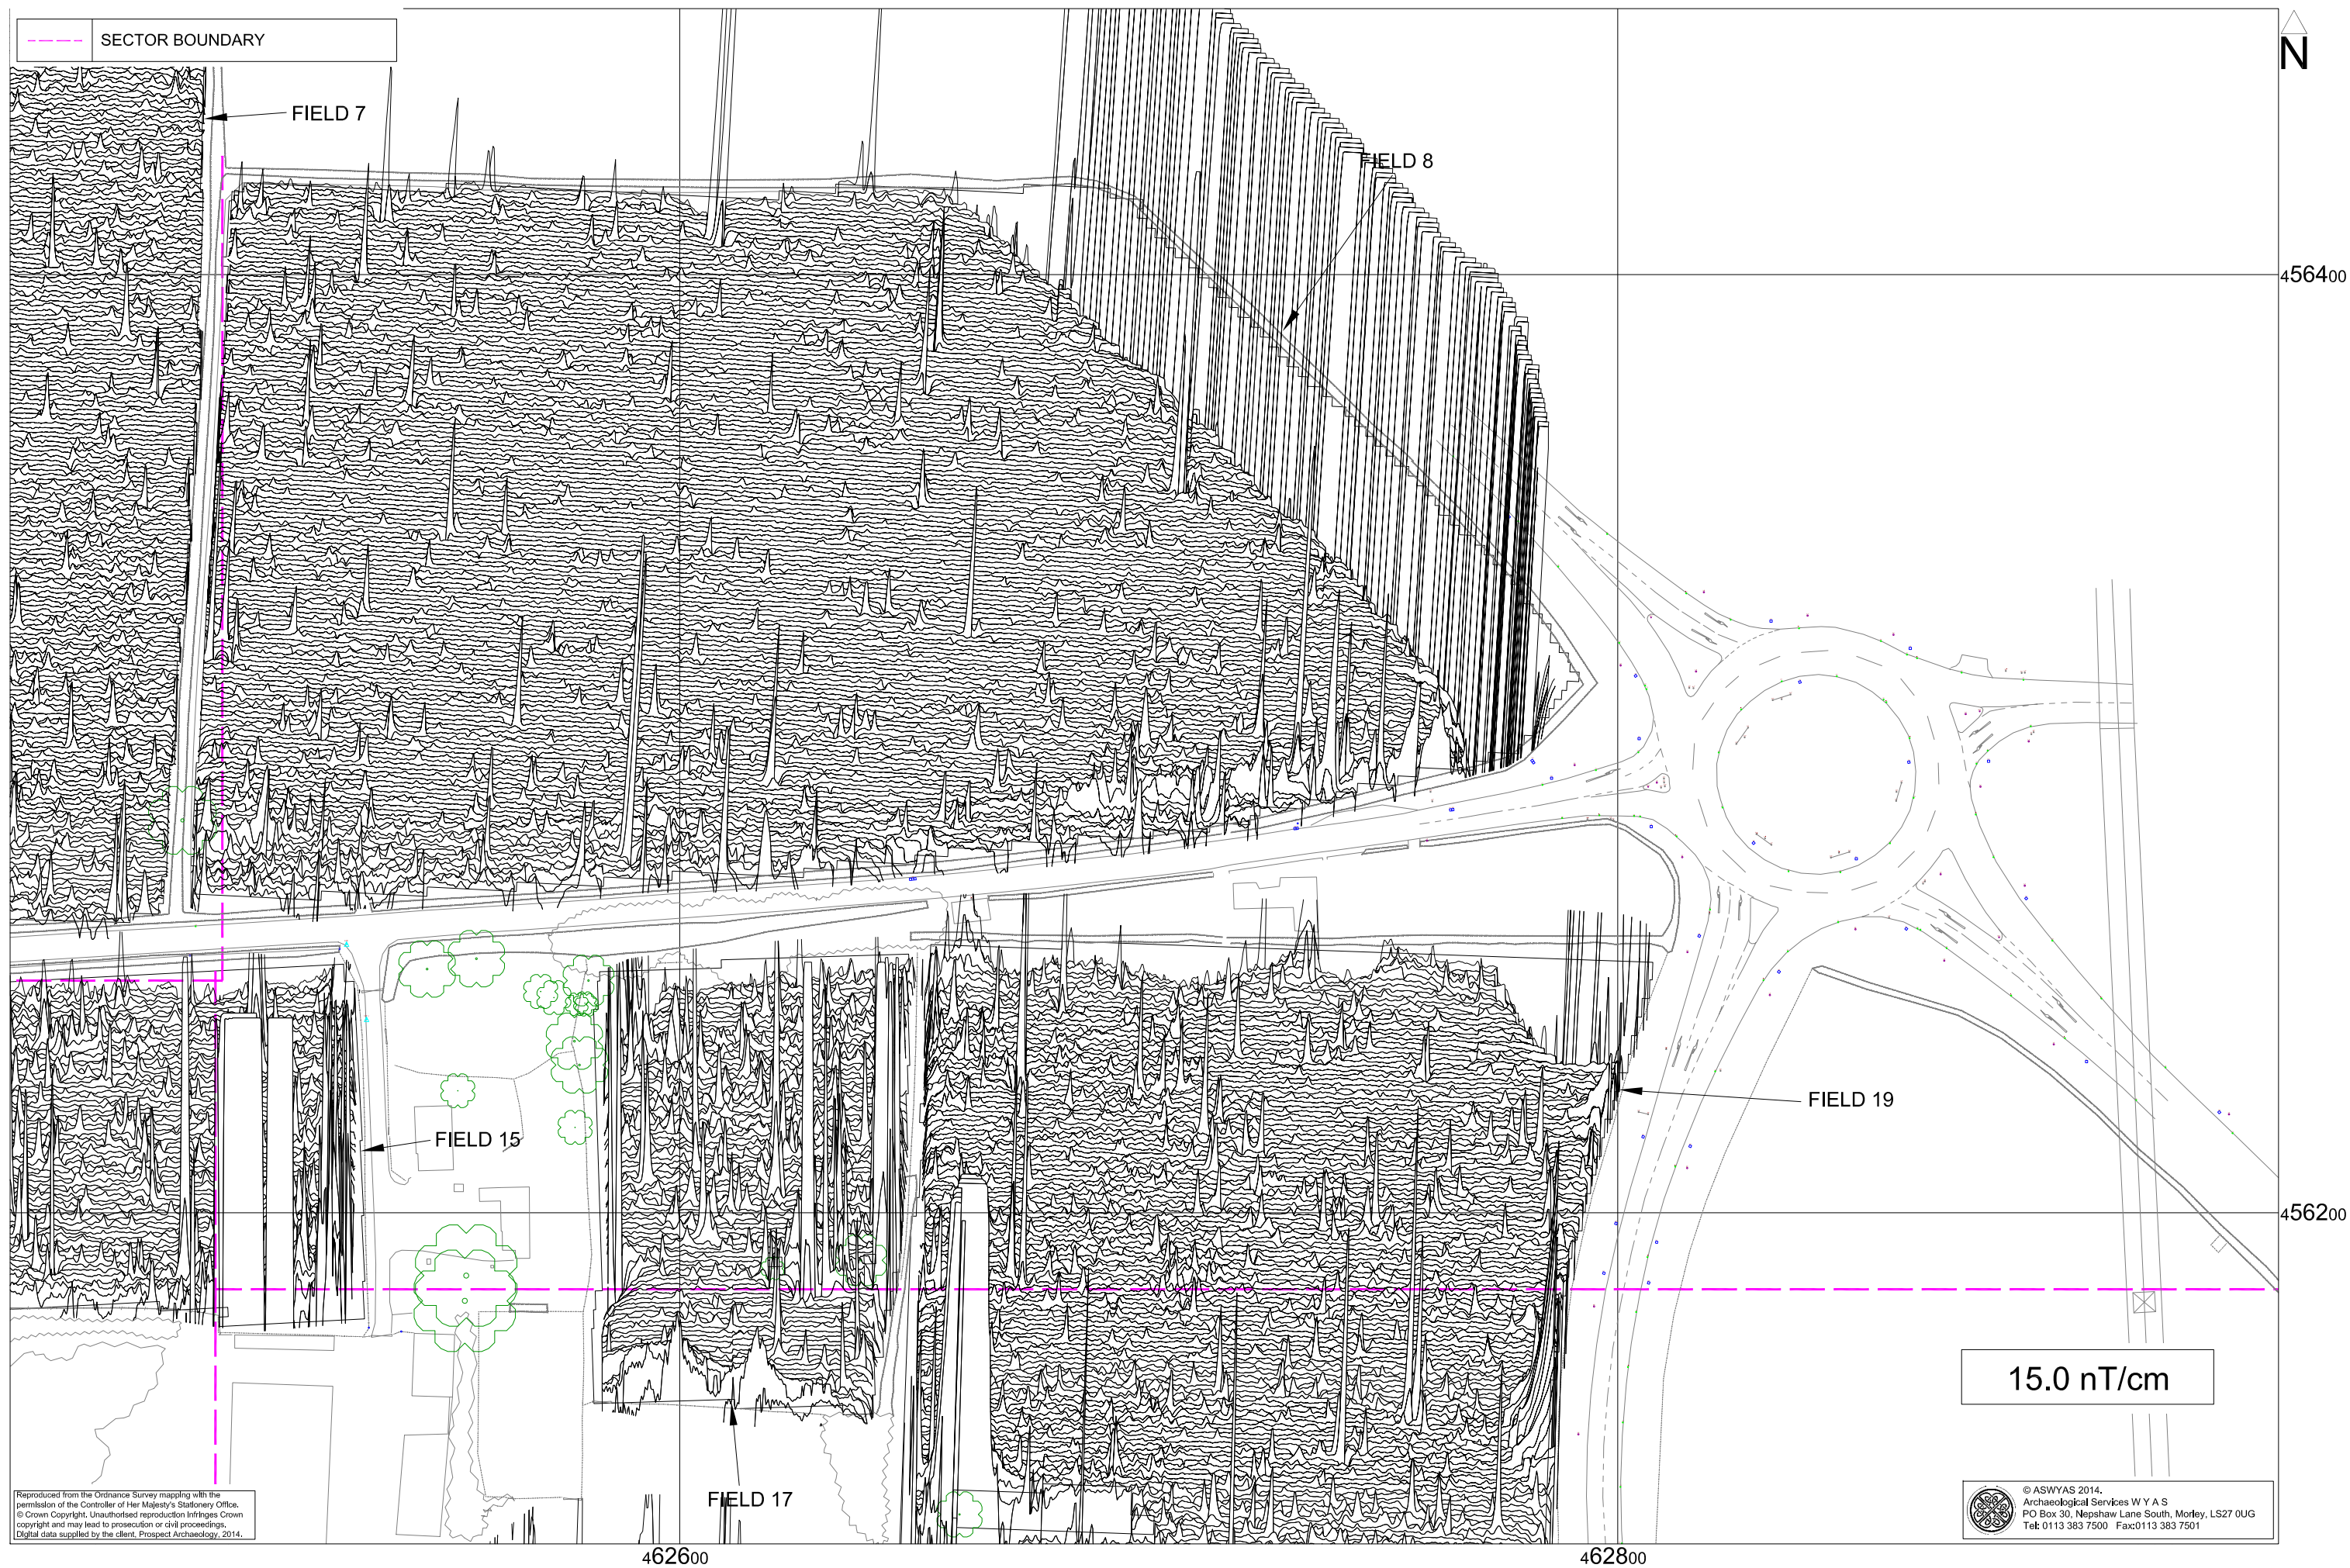 SECTOR BOUNDARY
N
FIELD 7
FIELD 8
456400
FIELD 19
FIELD 15
456200
15.0 nT/cm
FIELD 17
Reproduced from the Ordnance Survey mapping with the
permission of the Controller of Her Majesty's Stationery Office.
© Crown Copyright. Unauthorised reproduction infringes Crown
copyright and may lead to prosecution or civil proceedings.
Digital data supplied by the client, Prospect Archaeology, 2014.
© ASWYAS 2014.
Archaeological Services W Y A S
PO Box 30, Nepshaw Lane South, Morley, LS27 0UG
Tel: 0113 383 7500 Fax:0113 383 7501
462600
462800